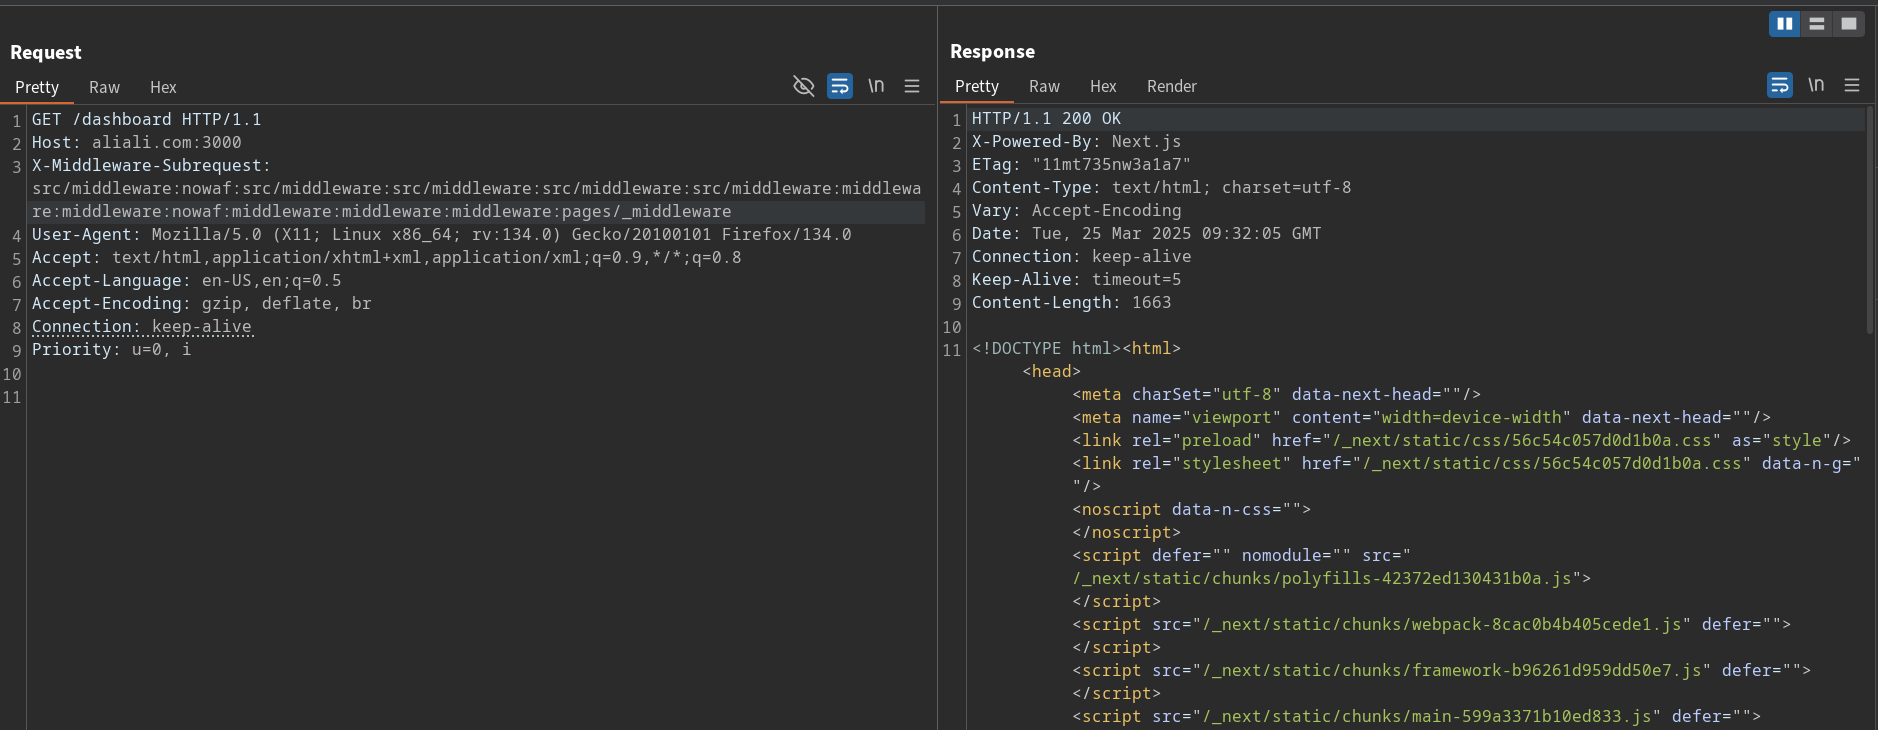 Request
Pretty Raw Hex
\n
1 GET /dashboard HTTP/1.1
2 Host: aliali.com:3000
3 X-Middleware-Subrequest:
src/middleware:nowaf:src/middleware:src/middleware:src/middleware:src/middleware:middlewa
re:middleware:nowaf:middleware:middleware:middleware:pages/_middleware
4 User-Agent: Mozilla/5.0 (X11; Linux x86_64; rv:134.0) Gecko/20100101 Firefox/134.0
5 Accept: text/html,application/xhtml+xml,application/xml;q=0.9,*/*;q=0.8
6 Accept-Language: en-US,en;q=0.5
7 Accept-Encoding: gzip, deflate, br
8 Connection: keep-alive
9 Priority: u=0, i
10
11
Response
Pretty Raw Hex Render
\n
1 HTTP/1.1 200 OK
2 X-Powered-By: Next.js
3 ETag: "11mt735nw3a1a7"
4 Content-Type: text/html; charset=utf-8
5 Vary: Accept-Encoding
6 Date: Tue, 25 Mar 2025 09:32:05 GMT
7 Connection: keep-alive
8 Keep-Alive: timeout=5
9 Content-Length: 1663
10
11 <!DOCTYPE html><html>
<head>
<meta charSet="utf-8" data-next-head=""/>
<meta name="viewport" content="width=device-width" data-next-head=""/>
<link rel="preload" href="/_next/static/css/56c54c057d0d1b0a.css" as="style"/>
<link rel="stylesheet" href="/_next/static/css/56c54c057d0d1b0a.css" data-n-g="
"/>
<noscript data-n-css="">
</noscript>
<script defer="" nomodule="" src="
/_next/static/chunks/polyfills-42372ed130431b0a.js">
</script>
<script src="/_next/static/chunks/webpack-8cac0b4b405cede1.js" defer="">
</script>
<script src="/_next/static/chunks/framework-b96261d959dd50e7.js" defer="">
</script>
<script src="/_next/static/chunks/main-599a3371b10ed833.js" defer="">